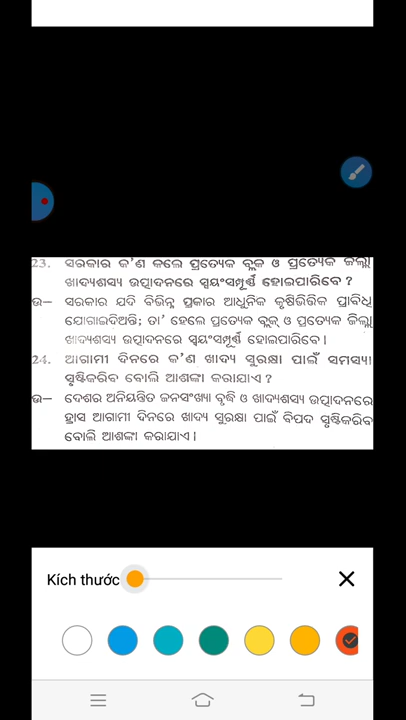 23. ସରକାର କ'ଣ କଲେ ପ୍ରତ୍ୟେକ ବ୍ଲକ ଓ ପ୍ରତ୍ୟେକ ଜିଲ୍ଲା
ଖାଦ୍ୟଶସ୍ୟ ଉତ୍ପାଦନରେ ସ୍ୱୟଂସମ୍ପୂର୍ଣ୍ଣ ହୋଇପାରିବେ ?
ଉ– ସରକାର ଯଦି ବିଭିନ୍ନ ପ୍ରକାର ଆଧୁନିକ କୃଷିଭିତ୍ତିକ ପ୍ରାବିଧି
ଯୋଗାଇଦିଅନ୍ତି; ତା' ହେଲେ ପ୍ରତ୍ୟେକ ବ୍ଲକ୍ ଓ ପ୍ରତ୍ୟେକ ଜିଲ୍ଲା
ଖାଦ୍ୟଶସ୍ୟ ଉତ୍ପାଦନରେ ସ୍ୱୟଂସମ୍ପୂର୍ଣ୍ଣ ହୋଇପାରିବେ।
24. ଆଗାମୀ ଦିନରେ କ'ଣ ଖାଦ୍ୟ ସୁରକ୍ଷା ପାଇଁ ସମସ୍ୟା
ସୃଷ୍ଟିକରିବ ବୋଲି ଆଶଙ୍କା କରାଯାଏ ?
ଉ– ଦେଶର ଅନିୟନ୍ତ୍ରିତ ଜନସଂଖ୍ୟା ବୃଦ୍ଧି ଓ ଖାଦ୍ୟଶସ୍ୟ ଉତ୍ପାଦନରେ
ହ୍ରାସ ଆଗାମୀ ଦିନରେ ଖାଦ୍ୟ ସୁରକ୍ଷା ପାଇଁ ବିପଦ ସୃଷ୍ଟିକରିବ
ବୋଲି ଆଶଙ୍କା କରାଯାଏ।
Kích thước